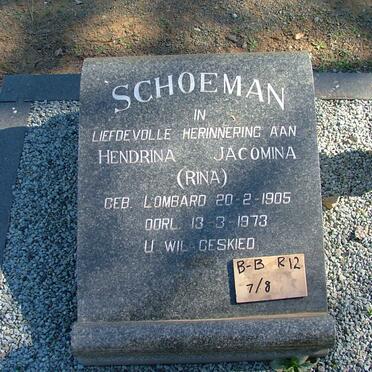 SCHOEMAN
IN
LIEFDEVOLLE HERINNERING AAN
HENDRINA JACOMINA
(RINA)
GEB. LOMBARD 20-2-1905
OORL. 13-3-1973
U WIL GESKIED
B-B R12
7/8